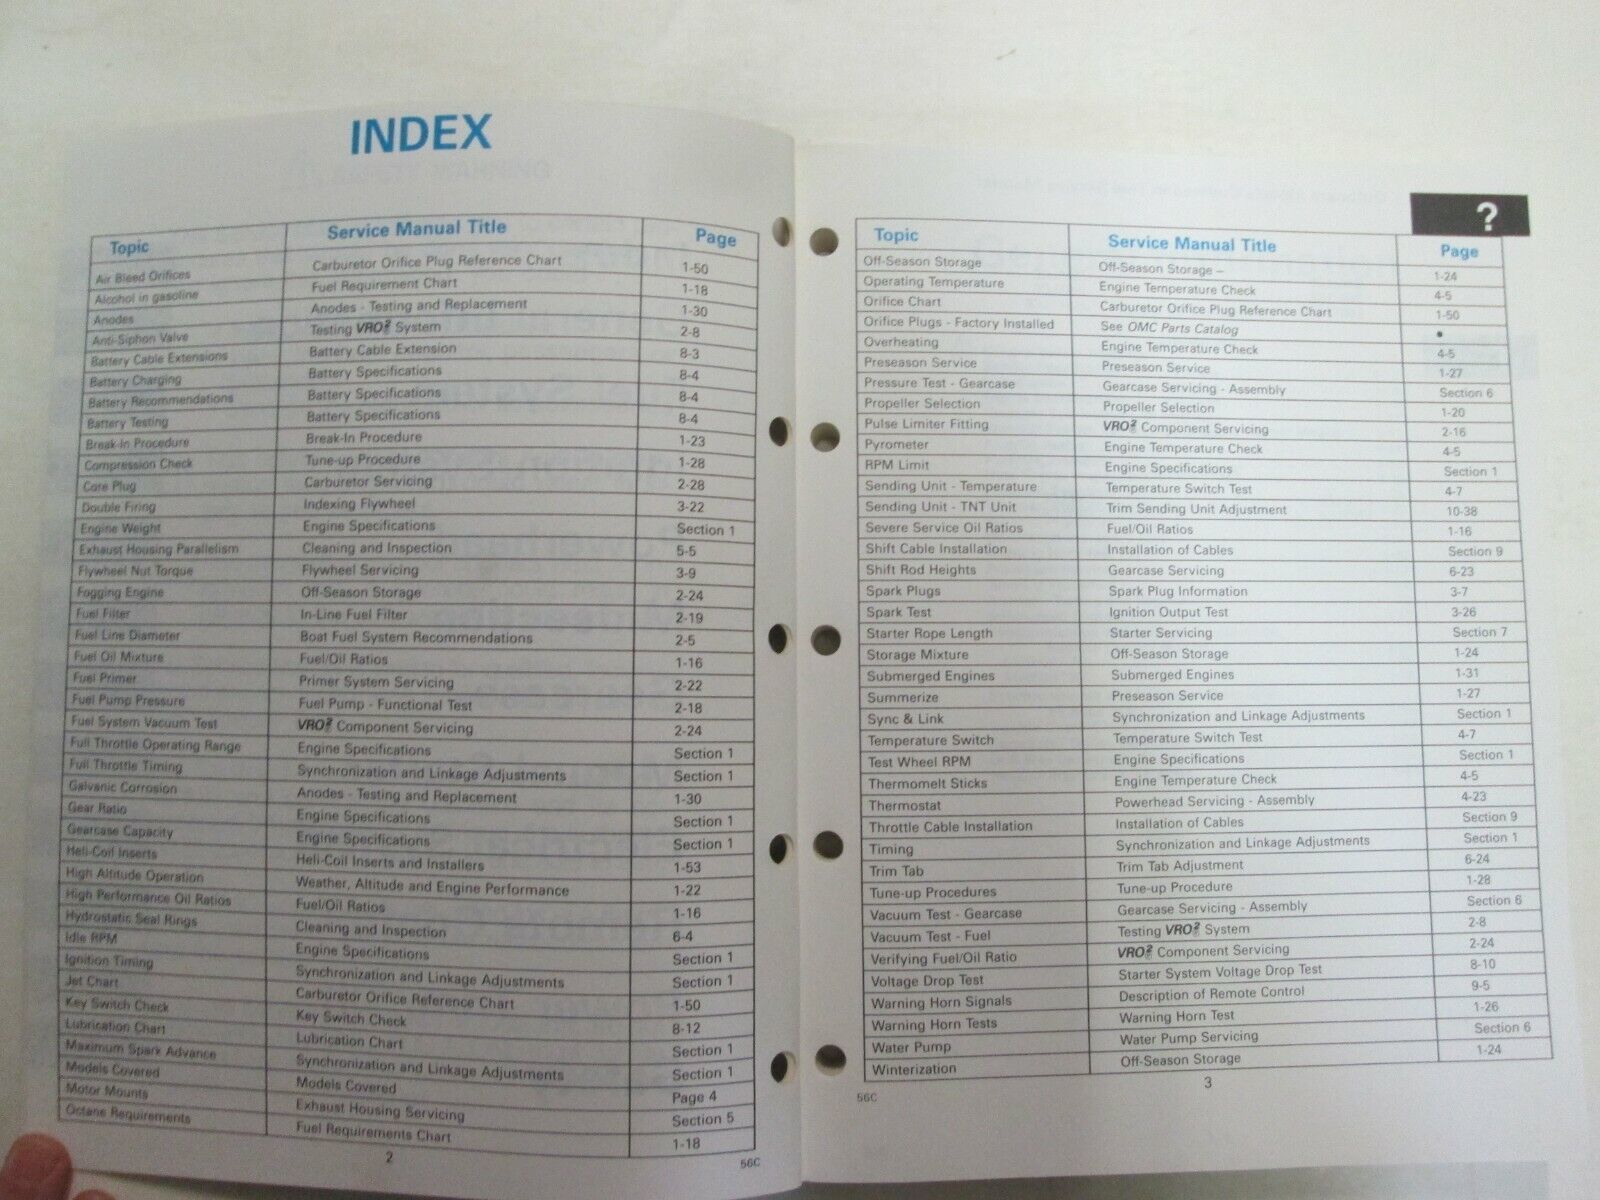 INDEX
Topic Service Manual Title Page
Air Bleed Orifices Carburetor Orifice Plug Reference Chart 1-50
Alcohol in gasoline Fuel Requirement Chart 1-18
Anodes Anodes - Testing and Replacement 1-30
Anti-Siphon Valve Testing VRO² System 2-8
Battery Cable Extensions Battery Cable Extension 8-3
Battery Charging Battery Specifications 8-4
Battery Recommendations Battery Specifications 8-4
Battery Testing Battery Specifications 8-4
Break-In Procedure Break-In Procedure 1-23
Compression Check Tune-up Procedure 1-28
Core Plug Carburetor Servicing 2-28
Double Firing Indexing Flywheel 3-22
Engine Weight Engine Specifications Section 1
Exhaust Housing Parallelism Cleaning and Inspection 5-5
Flywheel Nut Torque Flywheel Servicing 3-9
Fogging Engine Off-Season Storage 2-24
Fuel Filter In-Line Fuel Filter 2-19
Fuel Line Diameter Boat Fuel System Recommendations 2-5
Fuel Oil Mixture Fuel/Oil Ratios 1-16
Fuel Primer Primer System Servicing 2-22
Fuel Pump Pressure Fuel Pump - Functional Test 2-18
Fuel System Vacuum Test VRO² Component Servicing 2-24
Full Throttle Operating Range Engine Specifications Section 1
Full Throttle Timing Synchronization and Linkage Adjustments Section 1
Galvanic Corrosion Anodes - Testing and Replacement 1-30
Gear Ratio Engine Specifications Section 1
Gearcase Capacity Engine Specifications Section 1
Heli-Coil Inserts Heli-Coil Inserts and Installers 1-53
High Altitude Operation Weather, Altitude and Engine Performance 1-22
High Performance Oil Ratios Fuel/Oil Ratios 1-16
Hydrostatic Seal Rings Cleaning and Inspection 6-4
Idle RPM Engine Specifications Section 1
Ignition Timing Synchronization and Linkage Adjustments Section 1
Jet Chart Carburetor Orifice Reference Chart 1-50
Key Switch Check Key Switch Check 8-12
Lubrication Chart Lubrication Chart Section 1
Maximum Spark Advance Synchronization and Linkage Adjustments Section 1
Models Covered Models Covered Page 4
Motor Mounts Exhaust Housing Servicing Section 5
Octane Requirements Fuel Requirements Chart 1-18
2
56C
?
Topic Service Manual Title Page
Off-Season Storage Off-Season Storage – 1-24
Operating Temperature Engine Temperature Check 4-5
Orifice Chart Carburetor Orifice Plug Reference Chart 1-50
Orifice Plugs - Factory Installed See OMC Parts Catalog •
Overheating Engine Temperature Check 4-5
Preseason Service Preseason Service 1-27
Pressure Test - Gearcase Gearcase Servicing - Assembly Section 6
Propeller Selection Propeller Selection 1-20
Pulse Limiter Fitting VRO² Component Servicing 2-16
Pyrometer Engine Temperature Check 4-5
RPM Limit Engine Specifications Section 1
Sending Unit - Temperature Temperature Switch Test 4-7
Sending Unit - TNT Unit Trim Sending Unit Adjustment 10-38
Severe Service Oil Ratios Fuel/Oil Ratios 1-16
Shift Cable Installation Installation of Cables Section 9
Shift Rod Heights Gearcase Servicing 6-23
Spark Plugs Spark Plug Information 3-7
Spark Test Ignition Output Test 3-26
Starter Rope Length Starter Servicing Section 7
Storage Mixture Off-Season Storage 1-24
Submerged Engines Submerged Engines 1-31
Summerize Preseason Service 1-27
Sync & Link Synchronization and Linkage Adjustments Section 1
Temperature Switch Temperature Switch Test 4-7
Test Wheel RPM Engine Specifications Section 1
Thermomelt Sticks Engine Temperature Check 4-5
Thermostat Powerhead Servicing - Assembly 4-23
Throttle Cable Installation Installation of Cables Section 9
Timing Synchronization and Linkage Adjustments Section 1
Trim Tab Trim Tab Adjustment 6-24
Tune-up Procedures Tune-up Procedure 1-28
Vacuum Test - Gearcase Gearcase Servicing - Assembly Section 6
Vacuum Test - Fuel Testing VRO² System 2-8
Verifying Fuel/Oil Ratio VRO² Component Servicing 2-24
Voltage Drop Test Starter System Voltage Drop Test 8-10
Warning Horn Signals Description of Remote Control 9-5
Warning Horn Tests Warning Horn Test 1-26
Water Pump Water Pump Servicing Section 6
Winterization Off-Season Storage 1-24
56C
3